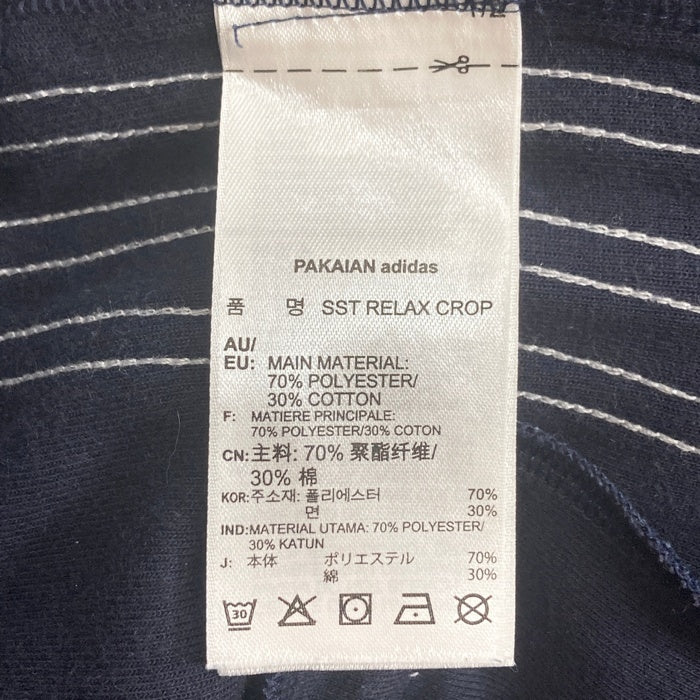 PAKAIAN adidas
품 명 SST RELAX CROP
AU/
EU: MAIN MATERIAL:
70% POLYESTER/
30% COTTON
F: MATIERE PRINCIPALE:
70% POLYESTER/30% COTON
CN:主料: 70% 聚酯纤维/
30% 棉
KOR:주소재: 폴리에스터 70%
면 30%
IND:MATERIAL UTAMA: 70% POLYESTER/
30% KATUN
J: 本体 ポリエステル 70%
綿 30%
30